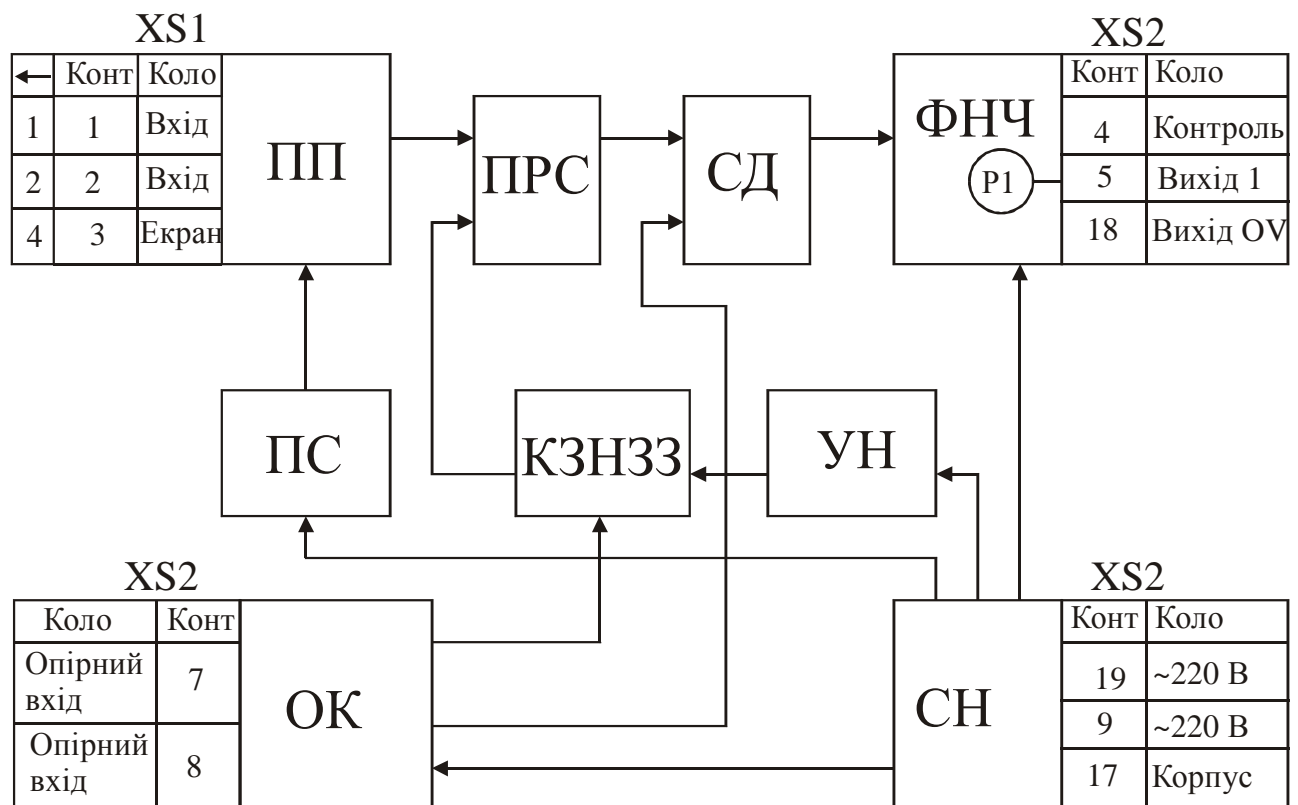 XS1
← Конт Коло
1 1 Вхід
2 2 Вхід
4 3 Екран
ПП
ПРС
СД
ФНЧ
P1
XS2
Конт Коло
4 Контроль
5 Вихід 1
18 Вихід OV
ПС
КЗНЗЗ
УН
XS2
Коло Конт
Опірний
вхід
7
Опірний
вхід
8
ОК
СН
XS2
Конт Коло
19 ~220 В
9 ~220 В
17 Корпус